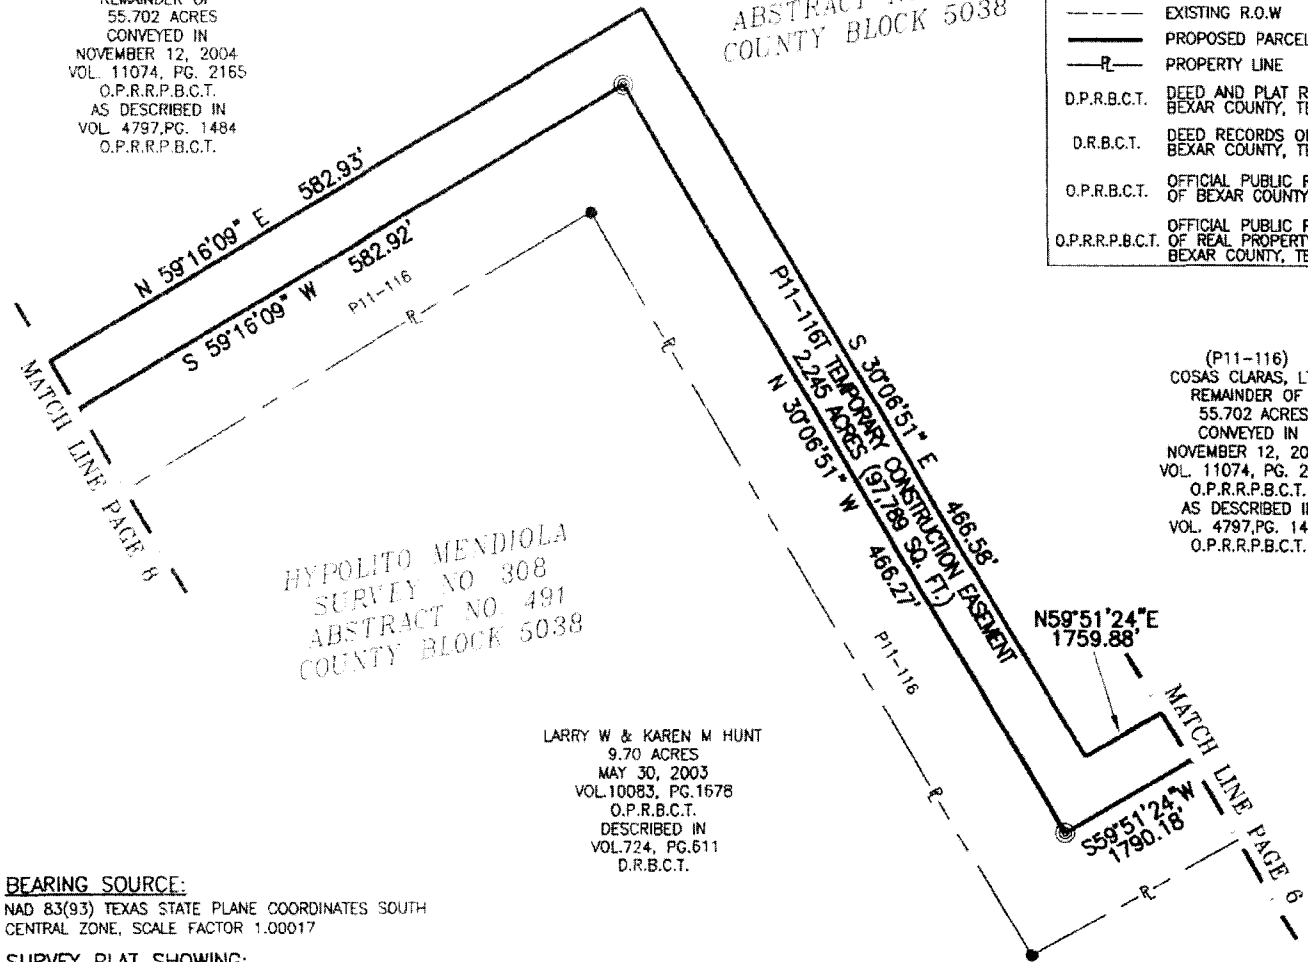 REMAINDER OF
55.702 ACRES
CONVEYED IN
NOVEMBER 12, 2004
VOL. 11074, PG. 2165
O.P.R.R.P.B.C.T.
AS DESCRIBED IN
VOL 4797,PG. 1484
O.P.R.R.P.B.C.T.
ABSTRACT
COUNTY BLOCK 5038
EXISTING R.O.W
PROPOSED PARCEL
PL PROPERTY LINE
D.P.R.B.C.T. DEED AND PLAT
BEXAR COUNTY,
D.R.B.C.T. DEED RECORDS
BEXAR COUNTY,
O.P.R.B.C.T. OFFICIAL PUBLIC
OF BEXAR COUNTY
O.P.R.R.P.B.C.T. OFFICIAL PUBLIC
OF REAL PROPERTY
BEXAR COUNTY,
N 59°16'09" E 582.93'
S 59°16'09" W 582.92'
P11-116
PL
PL
MATCH LINE PAGE 8
S 30°06'51" E 466.58'
P11-116T TEMPORARY CONSTRUCTION EASEMENT
2.245 ACRES (97,789 SQ. FT.)
N 30°06'51" W 466.27'
(P11-116)
COSAS CLARAS,
REMAINDER OF
55.702 ACRES
CONVEYED IN
NOVEMBER 12,
VOL. 11074, PG.
O.P.R.R.P.B.C.T.
AS DESCRIBED
VOL. 4797,PG.
O.P.R.R.P.B.C.T.
HYPOLITO MENDIOLA
SURVEY NO 308
ABSTRACT NO. 491
COUNTY BLOCK 5038
N59°51'24"E
1759.88'
P11-116
MATCH LINE PAGE 6
LARRY W & KAREN M HUNT
9.70 ACRES
MAY 30, 2003
VOL.10083, PG.1678
O.P.R.B.C.T.
DESCRIBED IN
VOL.724, PG.611
D.R.B.C.T.
PL
S59°51'24"W
1790.18'
PL
BEARING SOURCE:
NAD 83(93) TEXAS STATE PLANE COORDINATES SOUTH
CENTRAL ZONE, SCALE FACTOR 1.00017
SURVEY PLAT SHOWING: